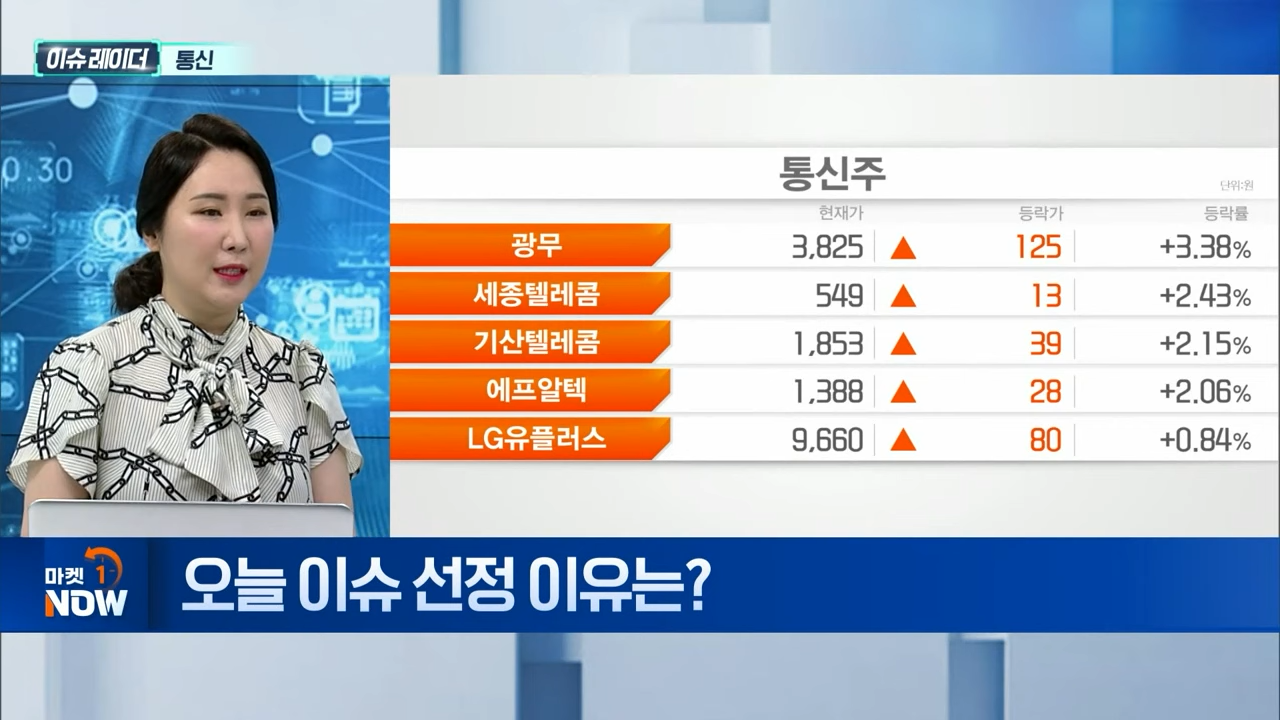 이슈 레이더 통신
0.30
통신주
단위:원
현재가 등락가 등락률
광무 3,825 ▲ 125 +3.38%
세종텔레콤 549 ▲ 13 +2.43%
기산텔레콤 1,853 ▲ 39 +2.15%
에프알텍 1,388 ▲ 28 +2.06%
LG유플러스 9,660 ▲ 80 +0.84%
마켓 1
NOW
오늘 이슈 선정 이유는?